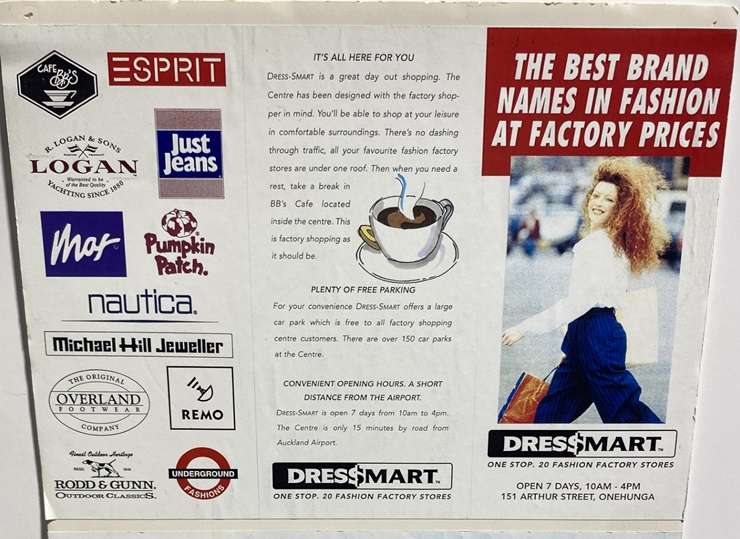 CAFE BB'S
ESPRIT
R. LOGAN & SONS
LOGAN
Warranted to be
of the Best Quality
YACHTING SINCE 1880
Just
Jeans
Max
Pumpkin
Patch.
nautica.
Michael Hill Jeweller
THE ORIGINAL
OVERLAND
FOOTWEAR
COMPANY
REMO
Finest Outdoor Heritage
RODD & GUNN.
OUTDOOR CLASSICS.
UNDERGROUND
FASHIONS
IT'S ALL HERE FOR YOU
DRESS-SMART is a great day out shopping. The
Centre has been designed with the factory shop-
per in mind. You'll be able to shop at your leisure
in comfortable surroundings. There's no dashing
through traffic, all your favourite fashion factory
stores are under one roof. Then when you need a
rest, take a break in
BB's Cafe located
inside the centre. This
is factory shopping as
it should be.
PLENTY OF FREE PARKING
For your convenience DRESS-SMART offers a large
car park which is free to all factory shopping
centre customers. There are over 150 car parks
at the Centre.
CONVENIENT OPENING HOURS. A SHORT
DISTANCE FROM THE AIRPORT.
DRESS-SMART is open 7 days from 10am to 4pm.
The Centre is only 15 minutes by road from
Auckland Airport.
DRES$MART™
ONE STOP. 20 FASHION FACTORY STORES
THE BEST BRAND
NAMES IN FASHION
AT FACTORY PRICES
DRES$MART™
ONE STOP. 20 FASHION FACTORY STORES
OPEN 7 DAYS, 10AM - 4PM
151 ARTHUR STREET, ONEHUNGA